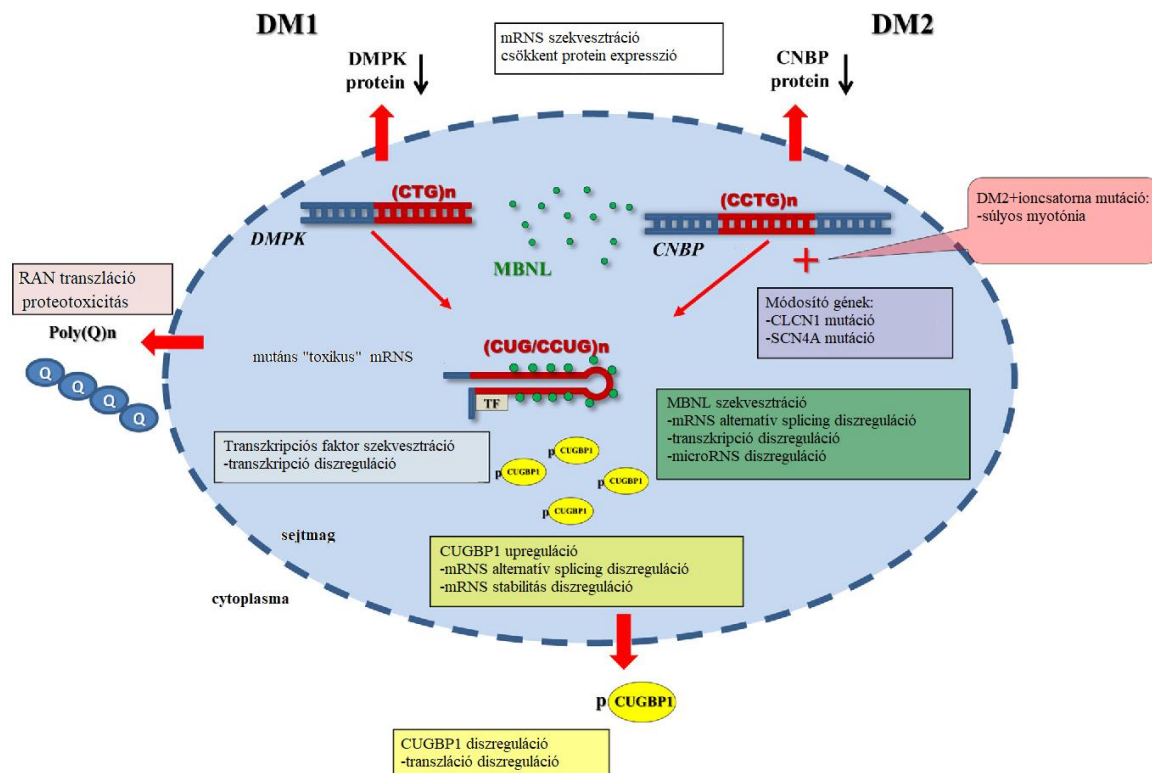 DM1
DM2
mRNS szekvesztráció
csökkent protein expresszió
DMPK
protein
CNBP
protein
(CTG)n
(CCTG)n
DMPK
MBNL
CNBP
DM2+ioncsatorna mutáció:
-súlyos myotónia
RAN transzláció
proteotoxicitás
Poly(Q)n
Q
Q
Q
Q
Módosító gének:
-CLCN1 mutáció
-SCN4A mutáció
mutáns "toxikus" mRNS
(CUG/CCUG)n
TF
MBNL szekvesztráció
-mRNS alternatív splicing diszreguláció
-transzkripció diszreguláció
-microRNS diszreguláció
Transzkripciós faktor szekvesztráció
-transzkripció diszreguláció
p CUGBP1
p CUGBP1
p CUGBP1
p CUGBP1
sejtmag
CUGBP1 upreguláció
-mRNS alternatív splicing diszreguláció
-mRNS stabilitás diszreguláció
cytoplasma
p CUGBP1
CUGBP1 diszreguláció
-transzláció diszreguláció